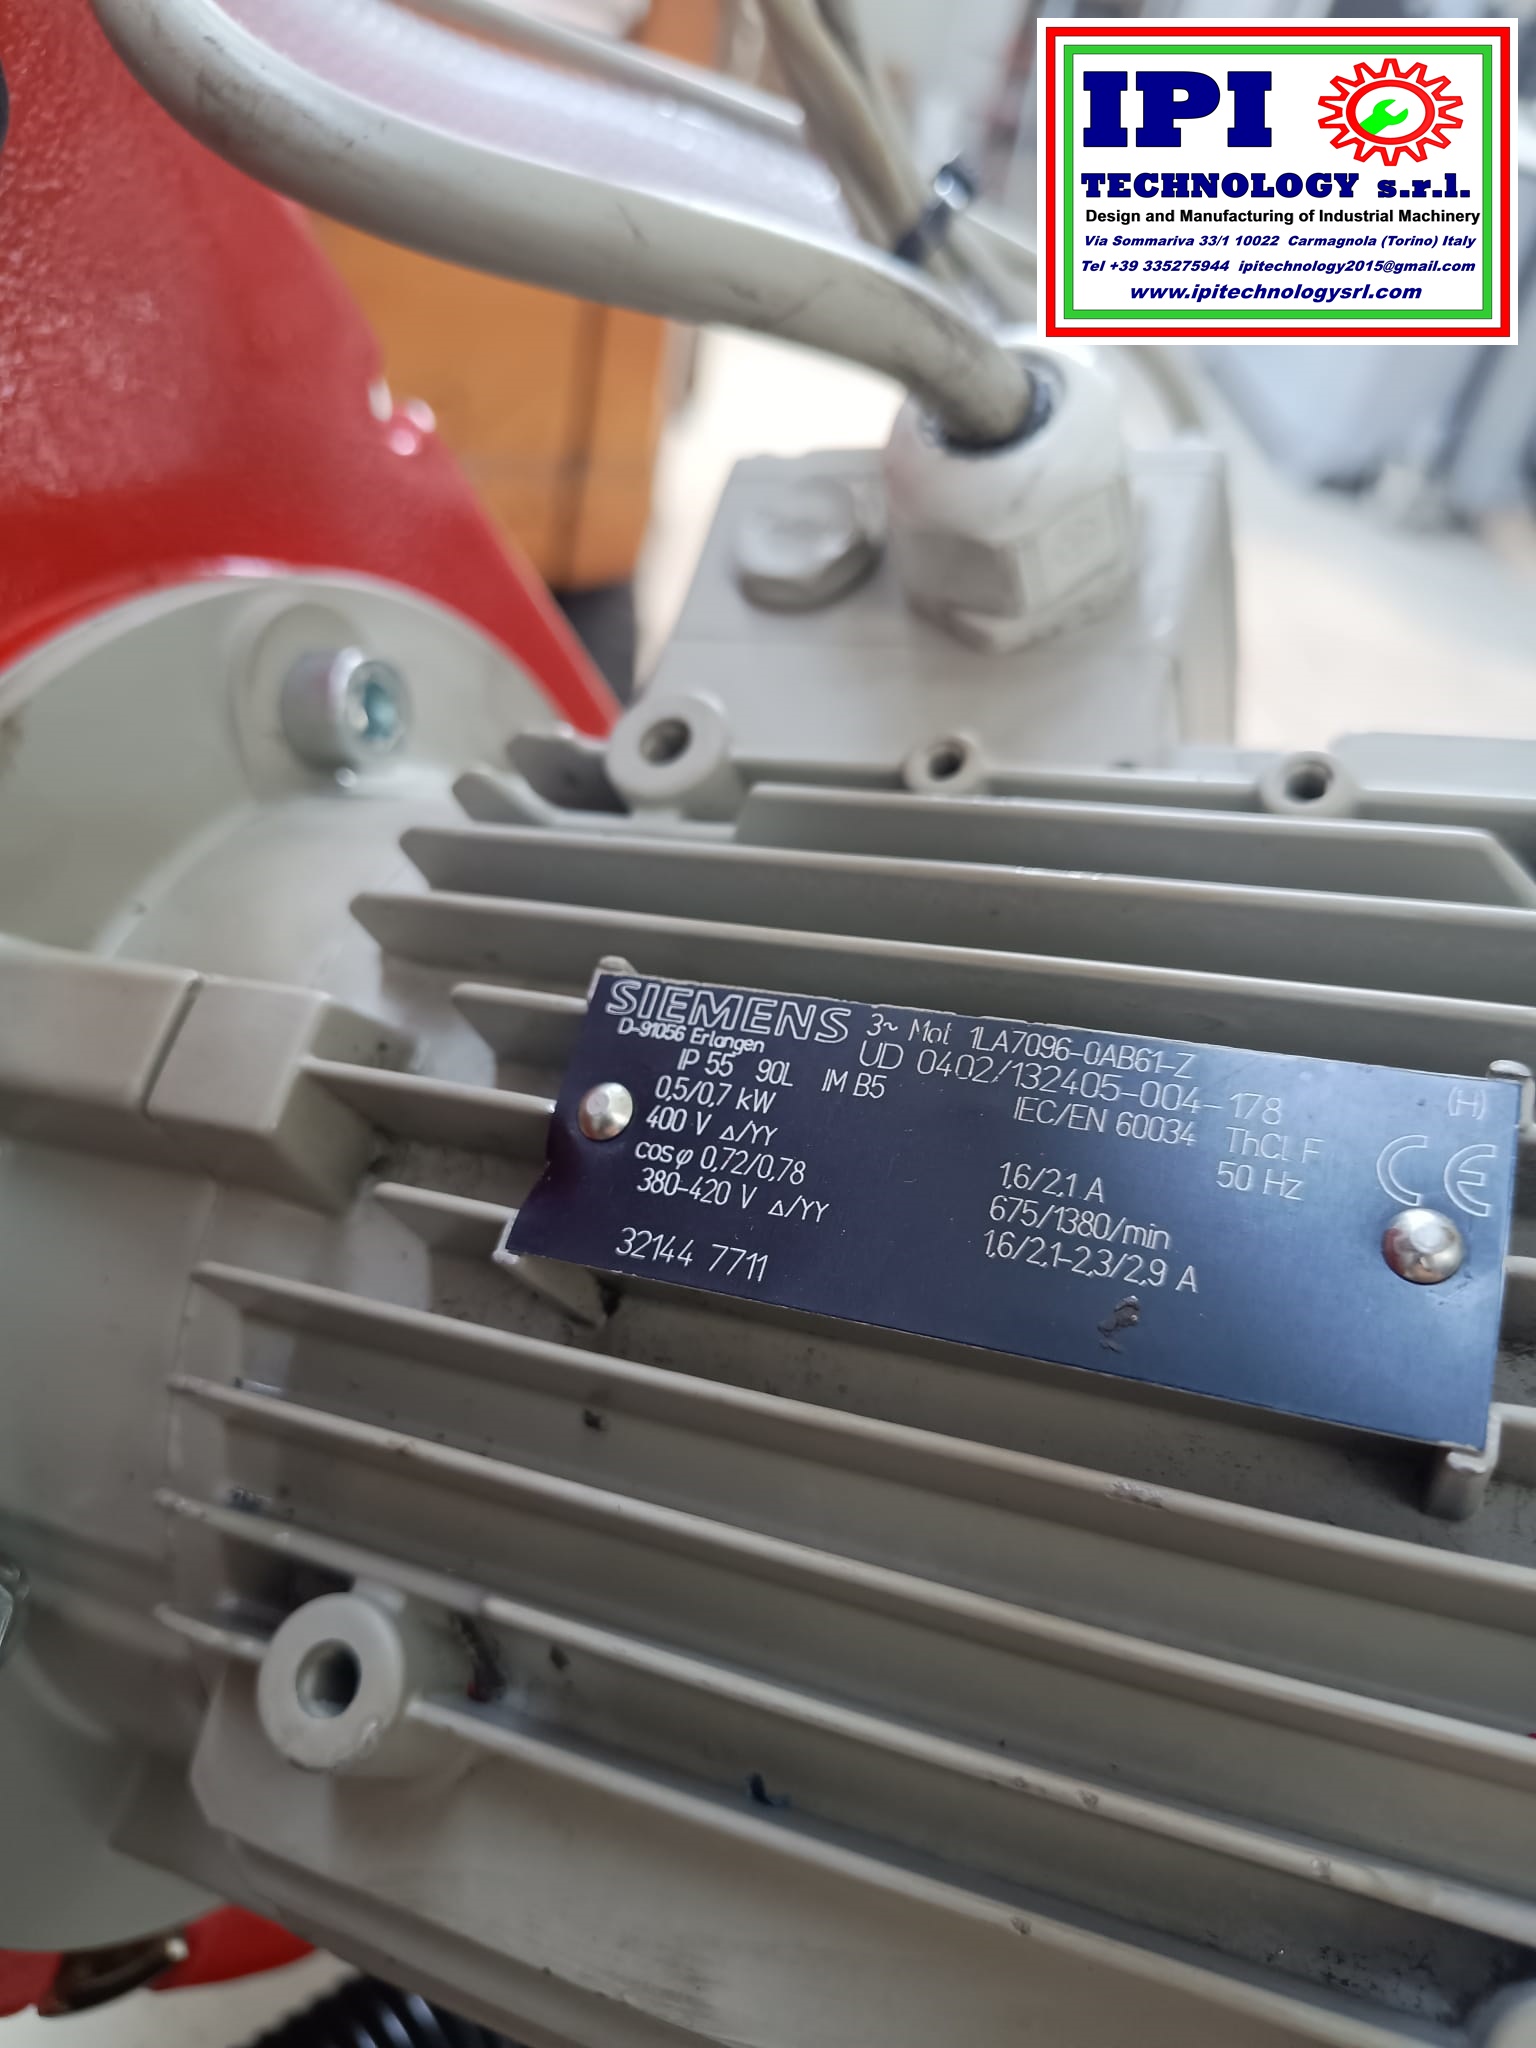 IPI
TECHNOLOGY s.r.l.
Design and Manufacturing of Industrial Machinery
Via Sommariva 33/1 10022 Carmagnola (Torino) Italy
Tel +39 335275944 ipitechnology2015@gmail.com
www.ipitechnologysrl.com
SIEMENS 3~ Mot 1LA7096-0AB61-Z
D-91056 Erlangen UD 0402/132405-004-178 (H)
IP 55 90L IM B5 IEC/EN 60034 ThCl F
0,5/0,7 kW 50 Hz
400 V Δ/YY 1,6/2,1 A
cos φ 0,72/0,78 675/1380/min
380-420 V Δ/YY 1,6/2,1-2,3/2,9 A
32144 7711
CE